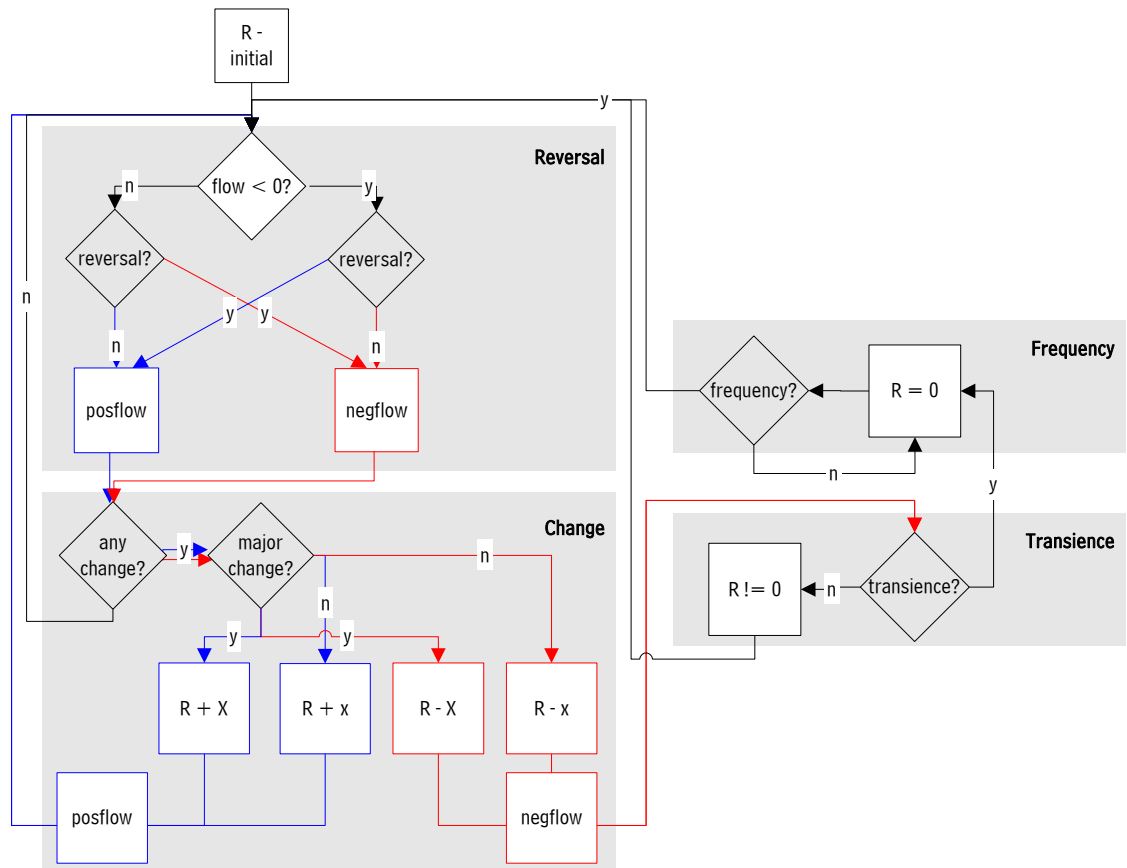 R -
initial
y
Reversal
flow < 0?
n
y
reversal?
reversal?
n
y
y
n
n
posflow
negflow
Frequency
frequency?
R = 0
n
y
Change
any
change?
y
major
change?
n
n
y
y
R + X
R + x
R - X
R - x
posflow
negflow
Transience
R != 0
n
transience?